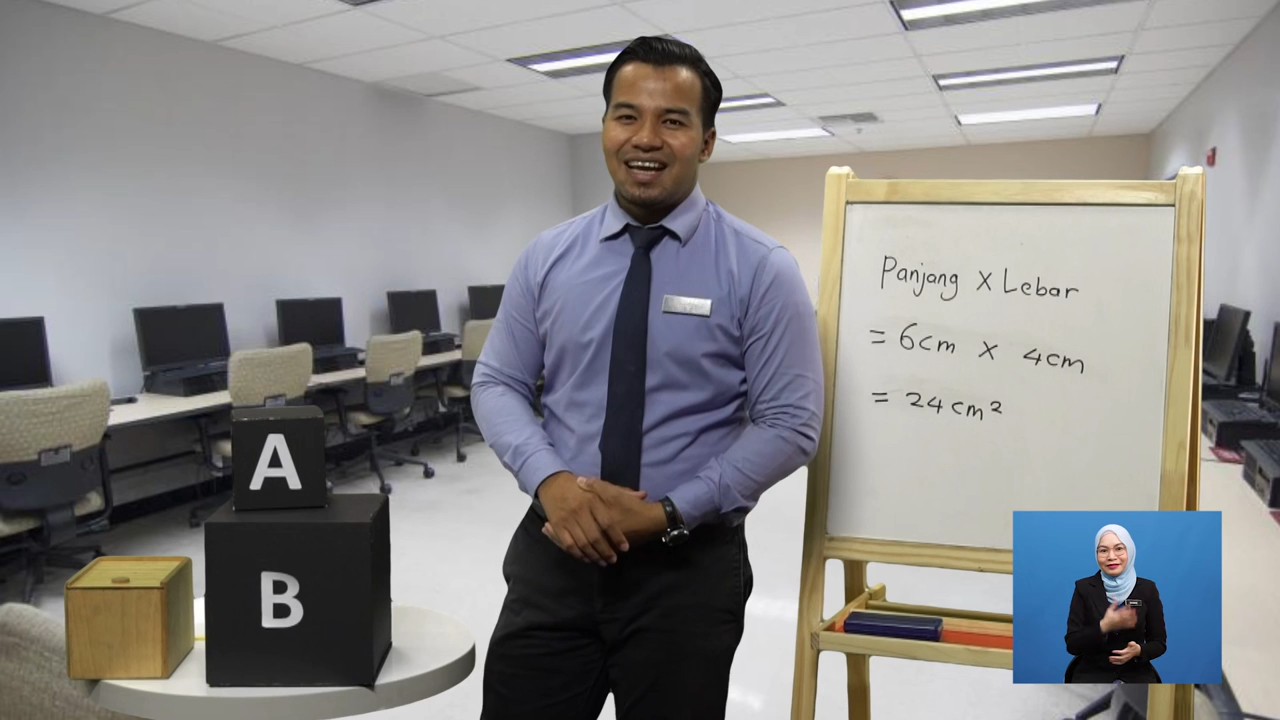 A
B
Panjang x Lebar
= 6cm x 4cm
= 24cm²